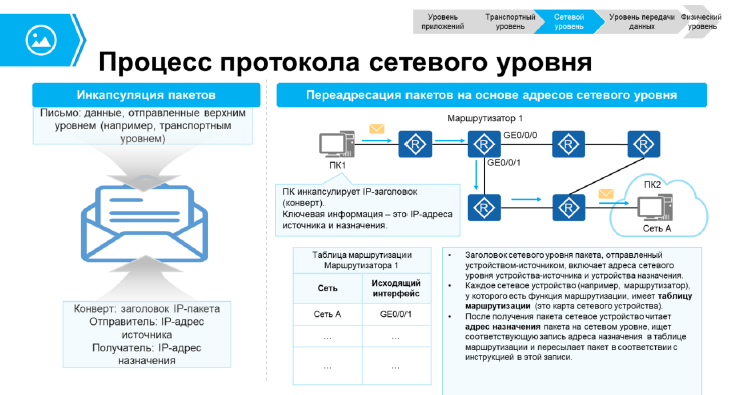 Уровень приложений
Транспортный уровень
Сетевой уровень
Уровень передачи данных
Физический уровень
Процесс протокола сетевого уровня
Инкапсуляция пакетов
Письмо: данные, отправленные верхним
уровнем (например, транспортным
уровнем)
Конверт: заголовок IP-пакета
Отправитель: IP-адрес
источника
Получатель: IP-адрес
назначения
Переадресация пакетов на основе адресов сетевого уровня
Маршрутизатор 1
GE0/0/0
GE0/0/1
ПК1
R
R
R
R
R
R
ПК2
Сеть А
ПК инкапсулирует IP-заголовок
(конверт).
Ключевая информация – это IP-адреса
источника и назначения.
Таблица маршрутизации
Маршрутизатора 1
Сеть
Исходящий
интерфейс
Сеть А
GE0/0/1
…
…
…
…
• Заголовок сетевого уровня пакета, отправленный
устройством-источником, включает адреса сетевого
уровня устройства-источника и устройства назначения.
• Каждое сетевое устройство (например, маршрутизатор),
у которого есть функция маршрутизации, имеет таблицу
маршрутизации (это карта сетевого устройства).
• После получения пакета сетевое устройство читает
адрес назначения пакета на сетевом уровне, ищет
соответствующую запись адреса назначения в таблице
маршрутизации и пересылает пакет в соответствии с
инструкцией в этой записи.